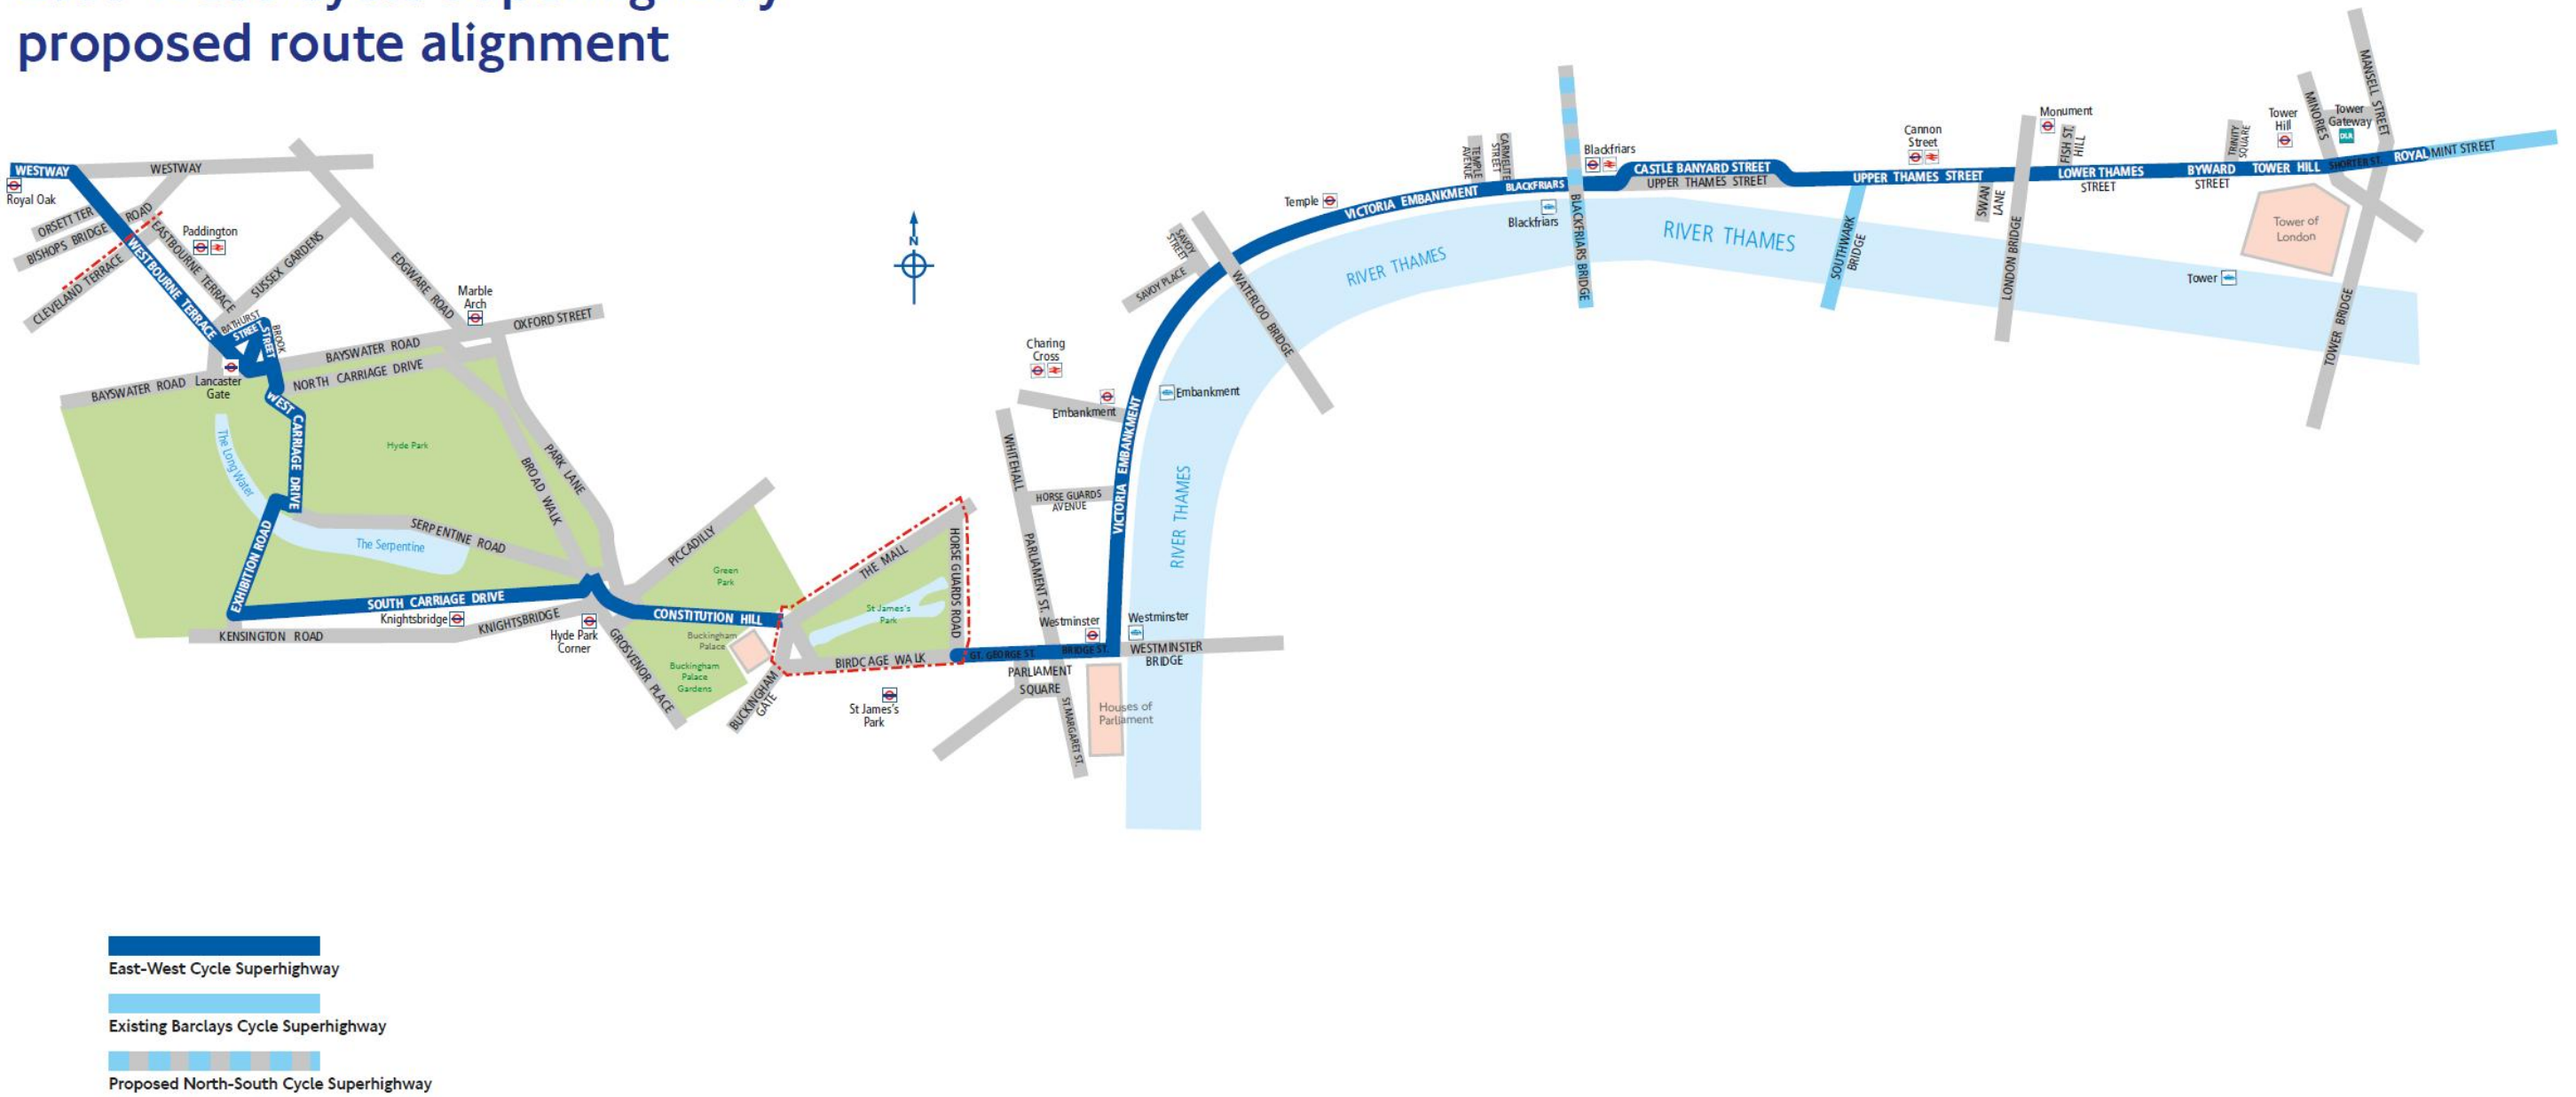 proposed route alignment
WESTWAY
WESTWAY
Royal Oak
ORSETT TER
BISHOPS BRIDGE ROAD
CLEVELAND TERRACE
WESTBOURNE TERRACE
EASTBOURNE TERRACE
Paddington
SUSSEX GARDENS
EDGWARE ROAD
Marble
Arch
OXFORD STREET
BATHURST
STREE
BROOK
STREET
BAYSWATER ROAD
BAYSWATER ROAD
Lancaster
Gate
NORTH CARRIAGE DRIVE
WEST CARRIAGE DRIVE
The Long Water
Hyde Park
PARK LANE
BROAD WALK
SERPENTINE ROAD
The Serpentine
EXHIBITION ROAD
SOUTH CARRIAGE DRIVE
Knightsbridge
KENSINGTON ROAD
KNIGHTSBRIDGE
Hyde Park
Corner
PICCADILLY
Green
Park
CONSTITUTION HILL
Buckingham
Palace
Buckingham
Palace
Gardens
GROSVENOR PLACE
BUCKINGHAM
GATE
THE MALL
St James's
Park
HORSE GUARDS ROAD
BIRDCAGE WALK
St James's
Park
N
WHITEHALL
HORSE GUARDS
AVENUE
PARLIAMENT ST.
GT. GEORGE ST.
BRIDGE ST.
PARLIAMENT
SQUARE
ST.MARGARET ST.
Houses of
Parliament
Westminster
Westminster
WESTMINSTER
BRIDGE
Charing
Cross
Embankment
Embankment
VICTORIA EMBANKMENT
RIVER THAMES
SAVOY
STREET
SAVOY PLACE
WATERLOO BRIDGE
Temple
VICTORIA EMBANKMENT
RIVER THAMES
TEMPLE
AVENUE
CARMELITE
STREET
BLACKFRIARS
Blackfriars
Blackfriars
BLACKFRIARS BRIDGE
CASTLE BANYARD STREET
UPPER THAMES STREET
RIVER THAMES
UPPER THAMES STREET
Cannon
Street
SOUTHWARK
BRIDGE
SWAN
LANE
LONDON BRIDGE
Monument
FISH ST.
HILL
LOWER THAMES
STREET
BYWARD
STREET
TRINITY
SQUARE
Tower
Hill
TOWER HILL
MINORIES
Tower
Gateway
DLR
MANSELL STREET
SHORTER ST.
ROYAL MINT STREET
Tower of
London
Tower
TOWER BRIDGE
East-West Cycle Superhighway
Existing Barclays Cycle Superhighway
Proposed North-South Cycle Superhighway